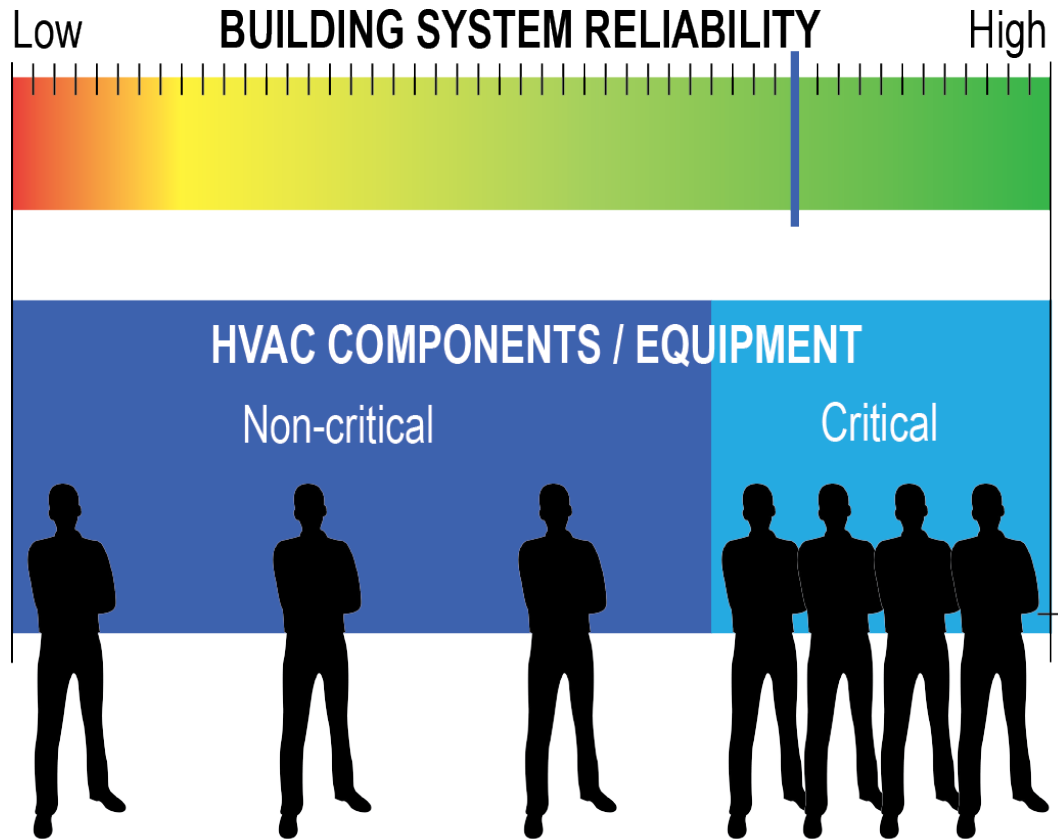 Low BUILDING SYSTEM RELIABILITY High
HVAC COMPONENTS / EQUIPMENT
Non-critical Critical